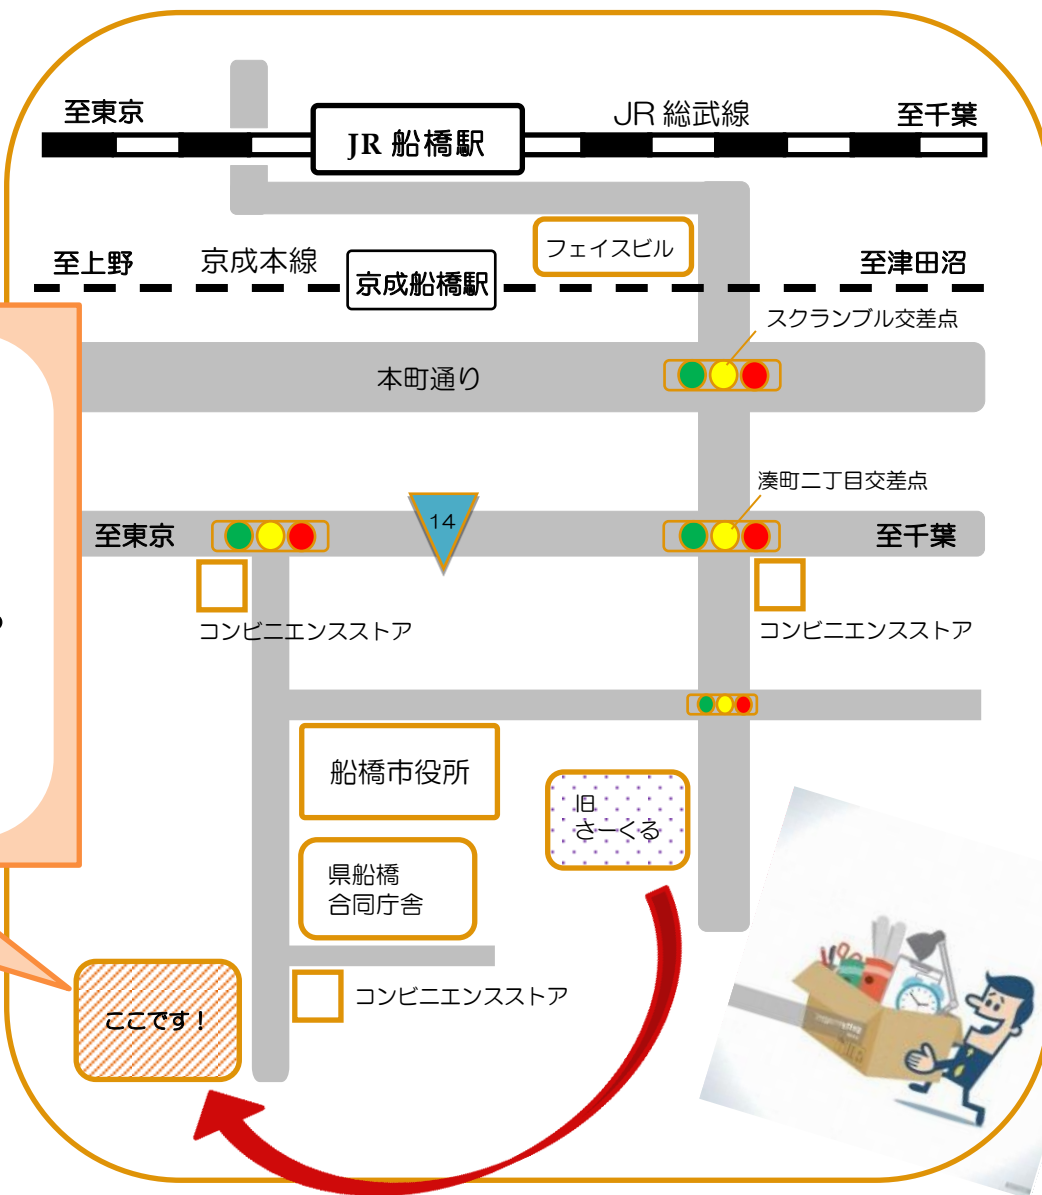 至東京
JR 総武線
至千葉
JR 船橋駅
フェイスビル
至上野
京成本線
京成船橋駅
至津田沼
スクランブル交差点
本町通り
湊町二丁目交差点
至東京
14
至千葉
コンビニエンスストア
コンビニエンスストア
船橋市役所
旧
さーくる
県船橋
合同庁舎
コンビニエンスストア
ここです！